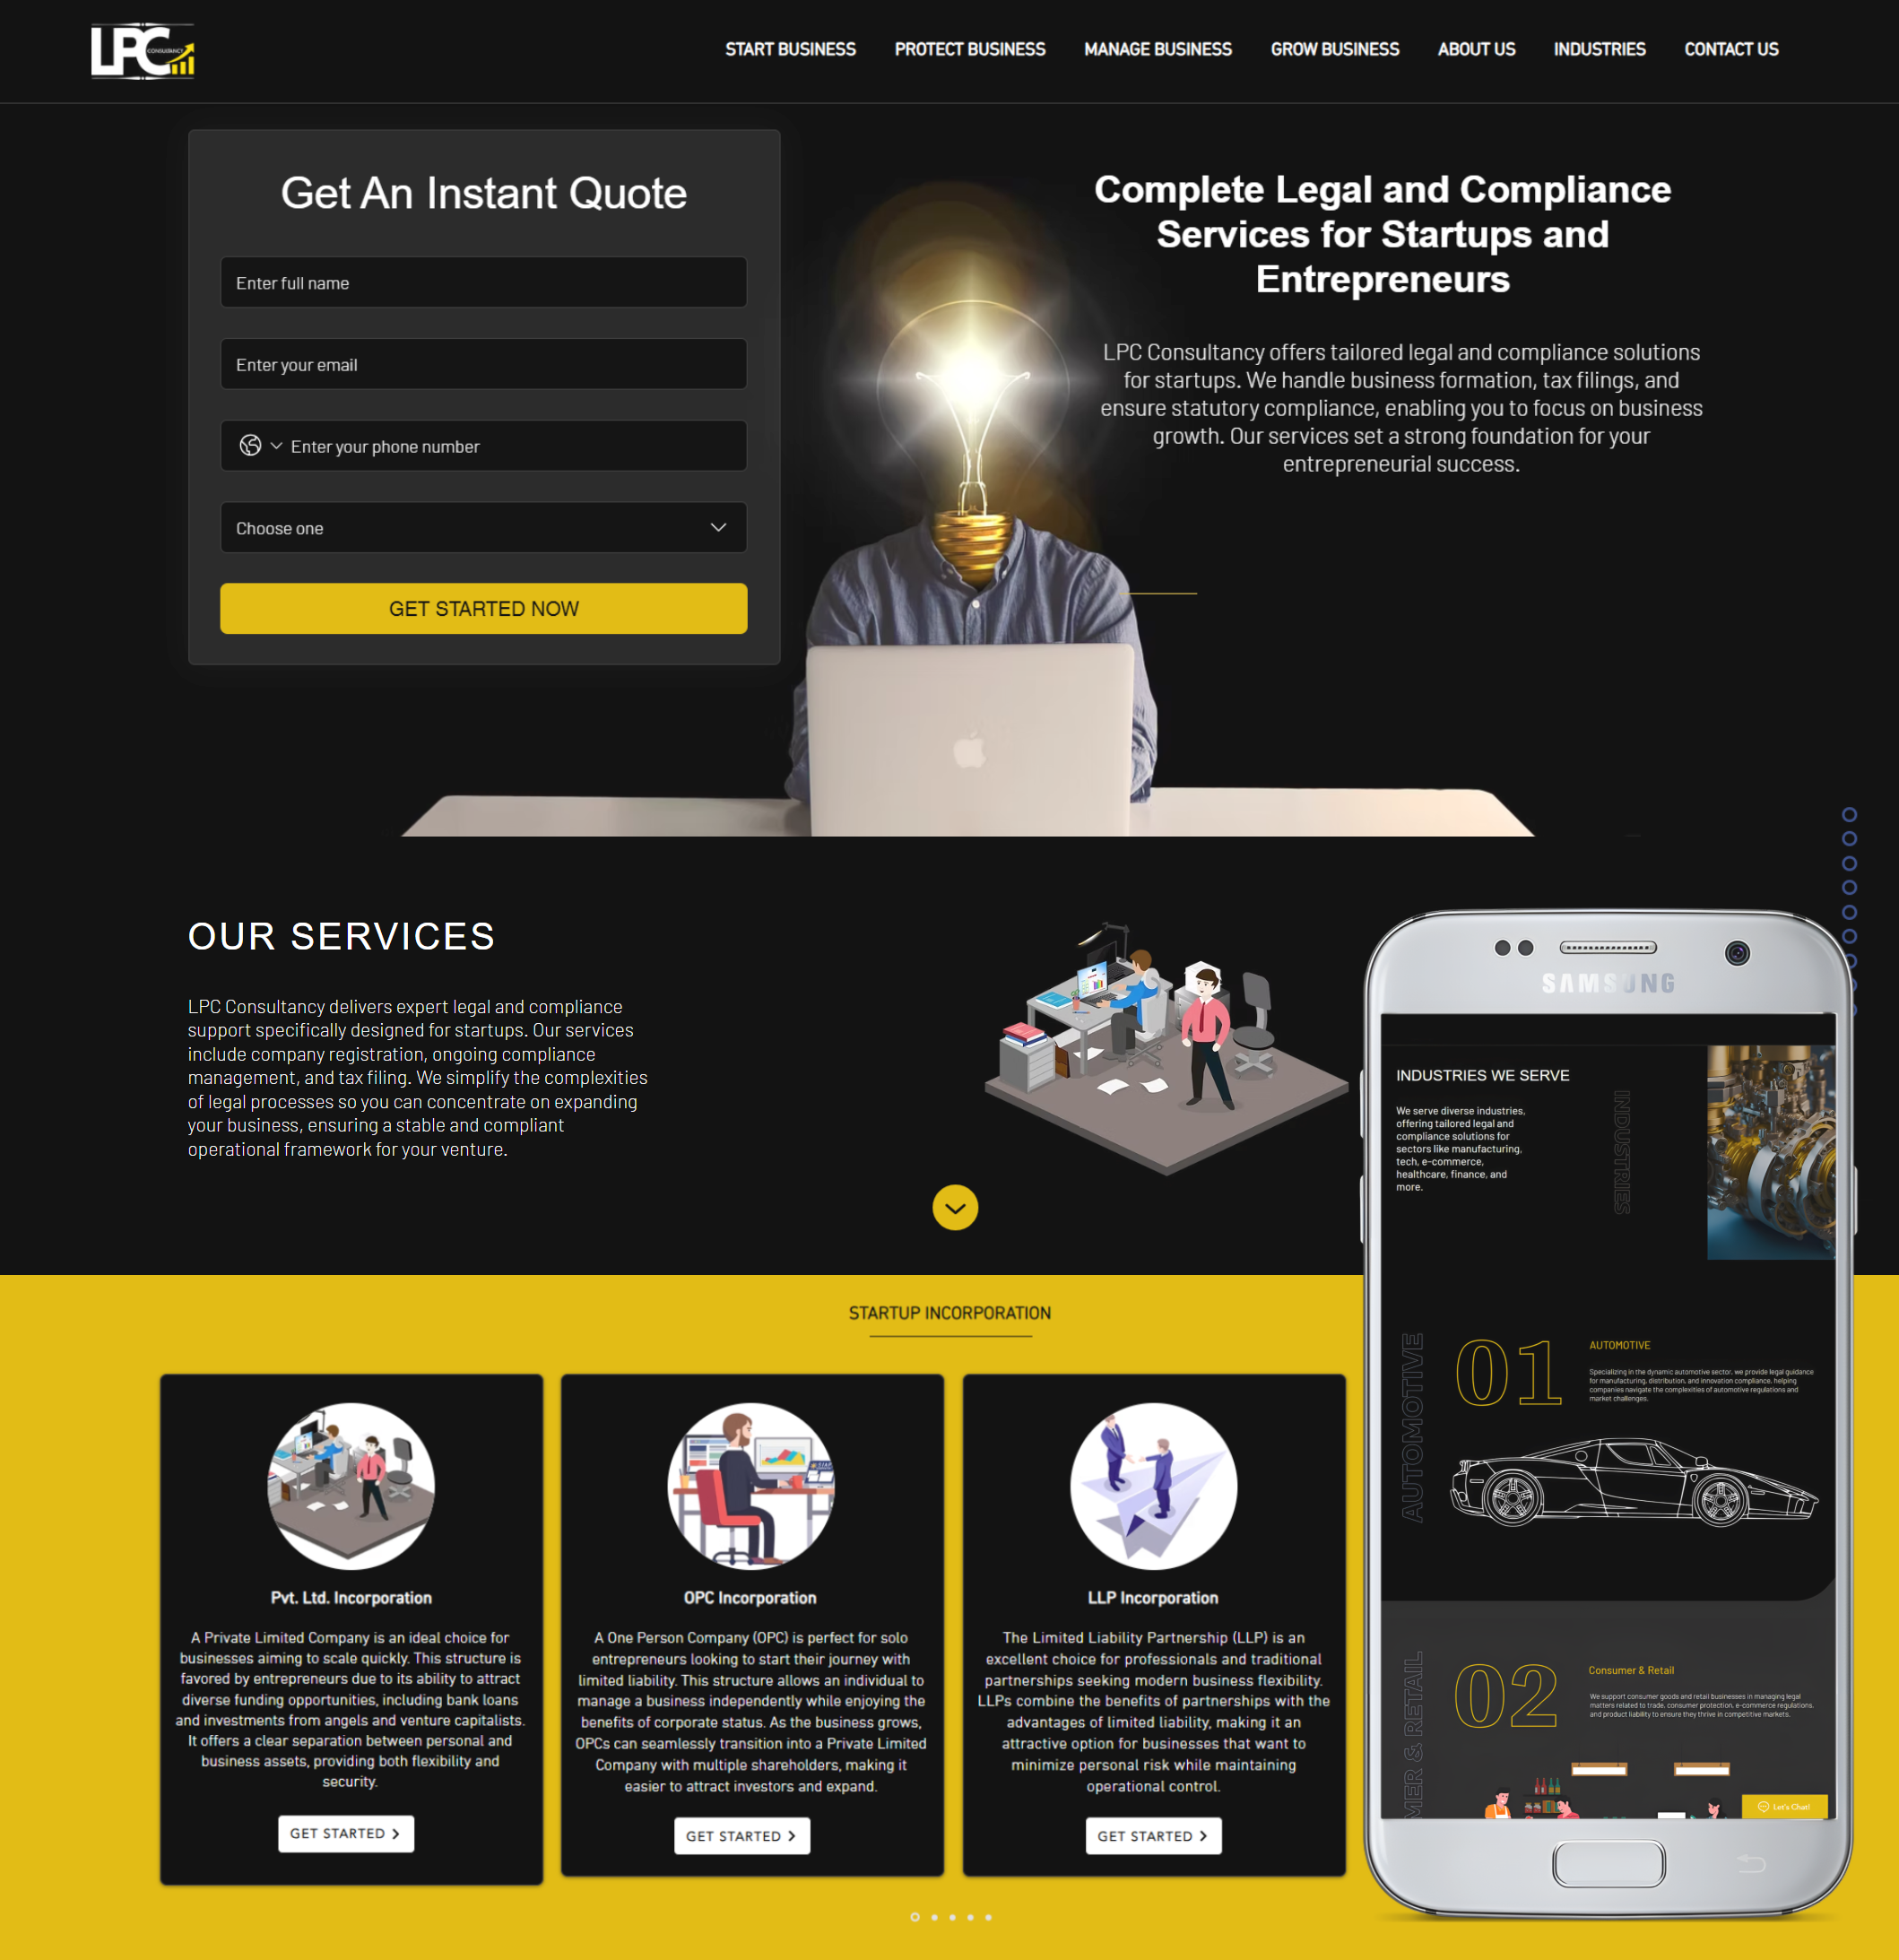 LPC
CONSULTANCY
START BUSINESS
PROTECT BUSINESS
MANAGE BUSINESS
GROW BUSINESS
ABOUT US
INDUSTRIES
CONTACT US
Get An Instant Quote
Enter full name
Enter your email
Enter your phone number
Choose one
GET STARTED NOW
Complete Legal and Compliance
Services for Startups and
Entrepreneurs
LPC Consultancy offers tailored legal and compliance solutions
for startups. We handle business formation, tax filings, and
ensure statutory compliance, enabling you to focus on business
growth. Our services set a strong foundation for your
entrepreneurial success.
OUR SERVICES
LPC Consultancy delivers expert legal and compliance
support specifically designed for startups. Our services
include company registration, ongoing compliance
management, and tax filing. We simplify the complexities
of legal processes so you can concentrate on expanding
your business, ensuring a stable and compliant
operational framework for your venture.
STARTUP INCORPORATION
Pvt. Ltd. Incorporation
A Private Limited Company is an ideal choice for
businesses aiming to scale quickly. This structure is
favored by entrepreneurs due to its ability to attract
diverse funding opportunities, including bank loans
and investments from angels and venture capitalists.
It offers a clear separation between personal and
business assets, providing both flexibility and
security.
GET STARTED
OPC Incorporation
A One Person Company (OPC) is perfect for solo
entrepreneurs looking to start their journey with
limited liability. This structure allows an individual to
manage a business independently while enjoying the
benefits of corporate status. As the business grows,
OPCs can seamlessly transition into a Private Limited
Company with multiple shareholders, making it
easier to attract investors and expand.
GET STARTED
LLP Incorporation
The Limited Liability Partnership (LLP) is an
excellent choice for professionals and traditional
partnerships seeking modern business flexibility.
LLPs combine the benefits of partnerships with the
advantages of limited liability, making it an
attractive option for businesses that want to
minimize personal risk while maintaining
operational control.
GET STARTED
SAMSUNG
INDUSTRIES WE SERVE
We serve diverse industries,
offering tailored legal and
compliance solutions for
sectors like manufacturing,
tech, e-commerce,
healthcare, finance, and
more.
INDUSTRIES
AUTOMOTIVE
01
AUTOMOTIVE
Specializing in the dynamic automotive sector, we provide legal guidance
for manufacturing, distribution, and innovation compliance, helping
companies navigate the complexities of automotive regulations and
market challenges.
MER & RETAIL
02
Consumer & Retail
We support consumer goods and retail businesses in managing legal
matters related to trade, consumer protection, e-commerce regulations,
and product liability to ensure they thrive in competitive markets.
Let's Chat!